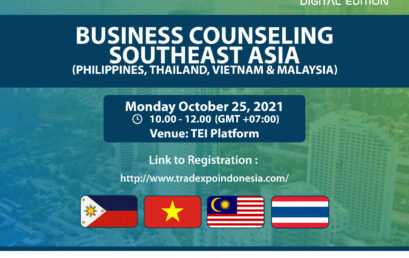 DIGITAL EDITION
BUSINESS COUNSELING
SOUTHEAST ASIA
(PHILIPPINES, THAILAND, VIETNAM & MALAYSIA)
Monday October 25, 2021
10.00 - 12.00 (GMT +07:00)
Venue: TEI Platform
Link to Registration :
http://www.tradexpoindonesia.com/